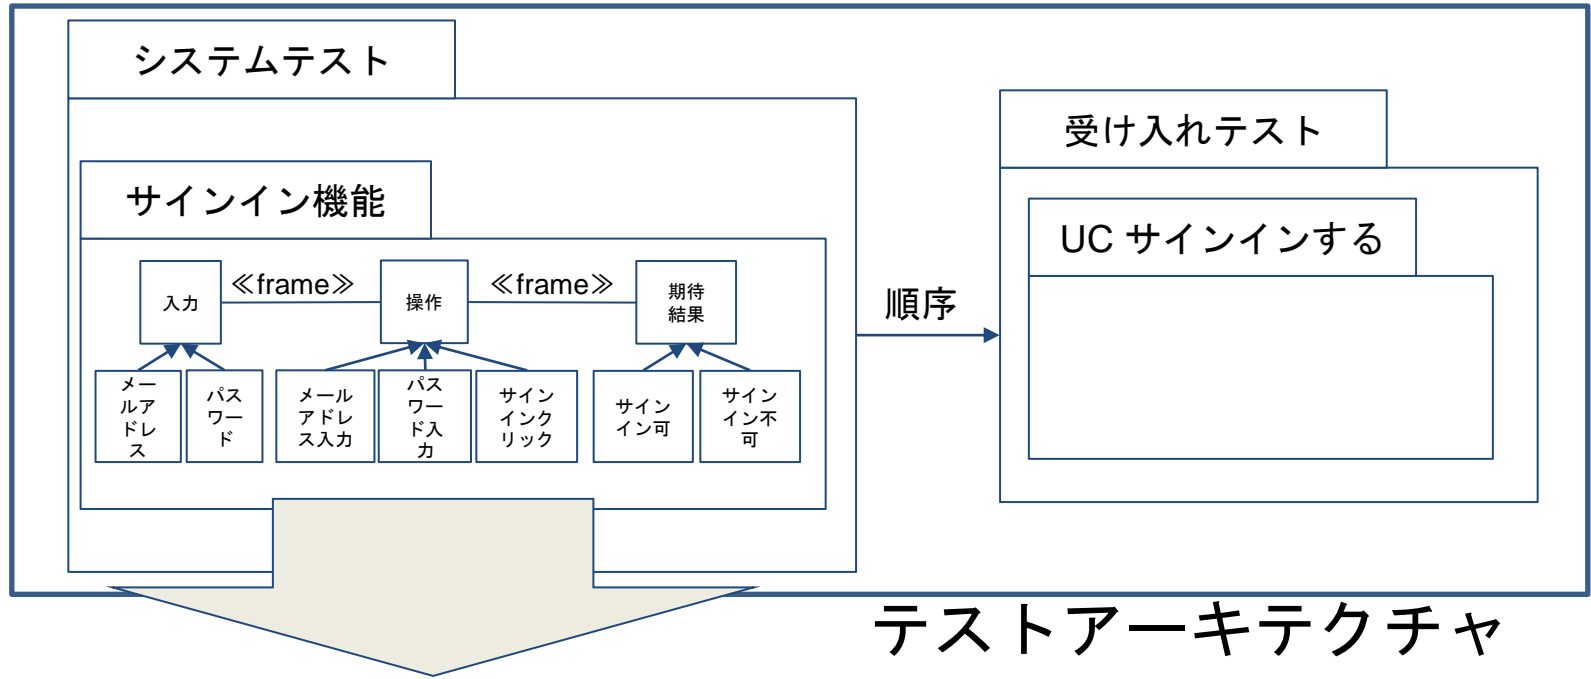 システムテスト
サインイン機能
入力
≪frame≫
操作
≪frame≫
期待
結果
メー
ルア
ドレ
ス
パス
ワー
ド
メール
アドレ
ス入力
パス
ワー
ド入
力
サイン
インク
リック
サイン
イン可
サイン
イン不
可
順序
受け入れテスト
UC サインインする
テストアーキテクチャ